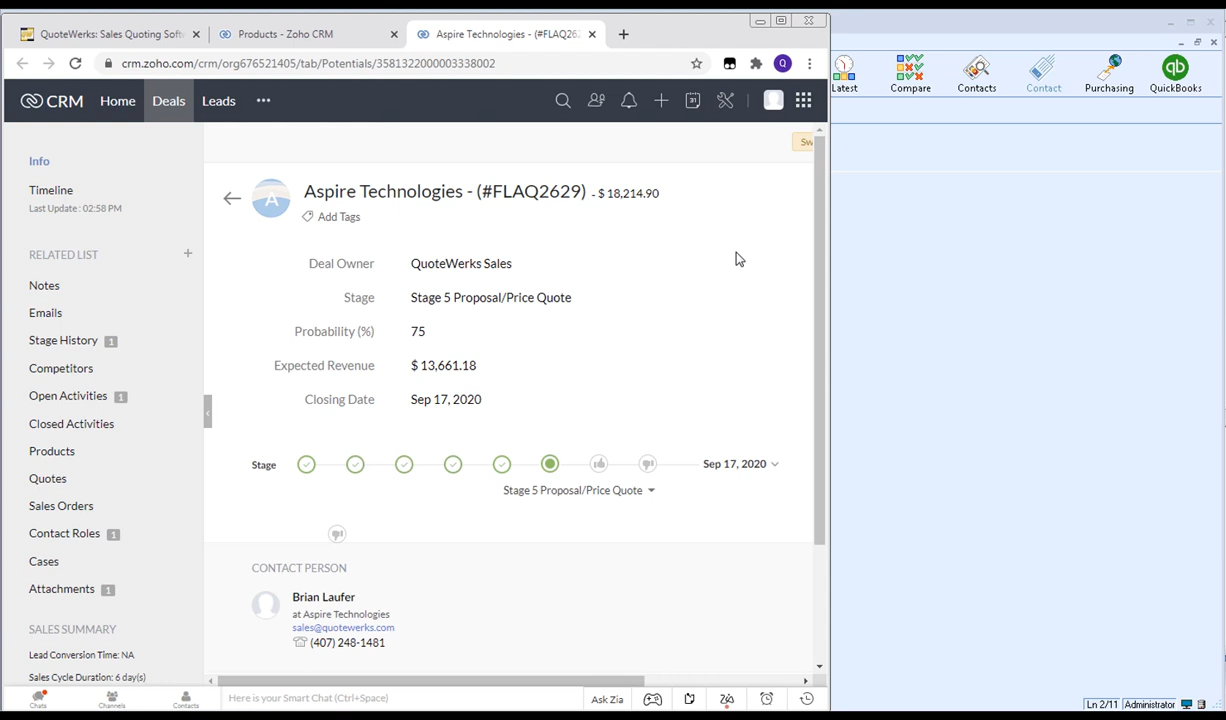 QuoteWerks: Sales Quoting Softw
Products - Zoho CRM
Aspire Technologies - (#FLAQ262
crm.zoho.com/crm/org676521405/tab/Potentials/3581322000003338002
Q
CRM Home Deals Leads •••
31
Latest
Compare
Contacts
Contact
Purchasing
qb
QuickBooks
Sw
Info
Timeline
Last Update : 02:58 PM
RELATED LIST +
Notes
Emails
Stage History 1
Competitors
Open Activities 1
Closed Activities
Products
Quotes
Sales Orders
Contact Roles 1
Cases
Attachments 1
SALES SUMMARY
Lead Conversion Time: NA
Sales Cycle Duration: 6 day(s)
A
Aspire Technologies - (#FLAQ2629) - $ 18,214.90
Add Tags
Deal Owner QuoteWerks Sales
Stage Stage 5 Proposal/Price Quote
Probability (%) 75
Expected Revenue $ 13,661.18
Closing Date Sep 17, 2020
Stage Sep 17, 2020
Stage 5 Proposal/Price Quote
CONTACT PERSON
Brian Laufer
at Aspire Technologies
sales@quotewerks.com
(407) 248-1481
Chats
Channels
Contacts
Here is your Smart Chat (Ctrl+Space)
Ask Zia
Ln 2/11 Administrator